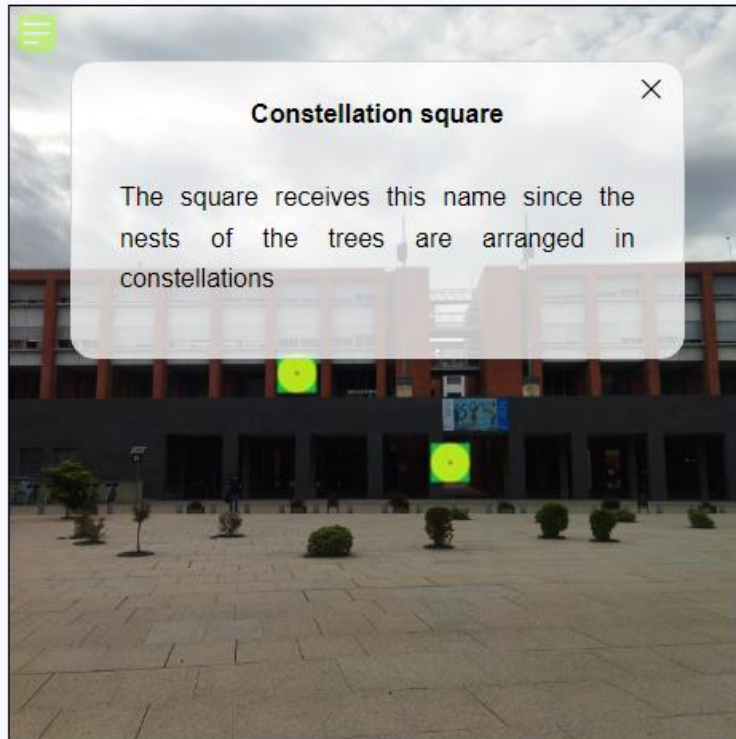 Constellation square
The square receives this name since the
nests of the trees are arranged in
constellations